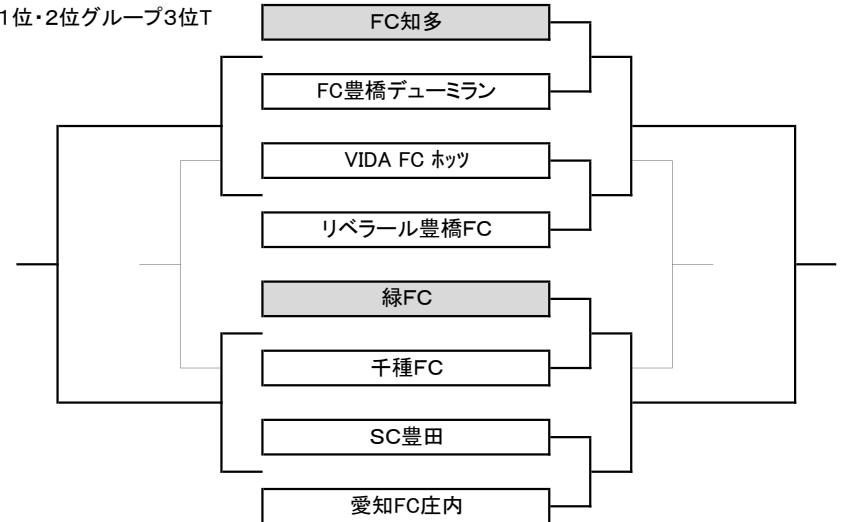 1位・2位グループ3位T
FC知多
FC豊橋デューミラン
VIDA FC ホッツ
リベラール豊橋FC
緑FC
千種FC
SC豊田
愛知FC庄内